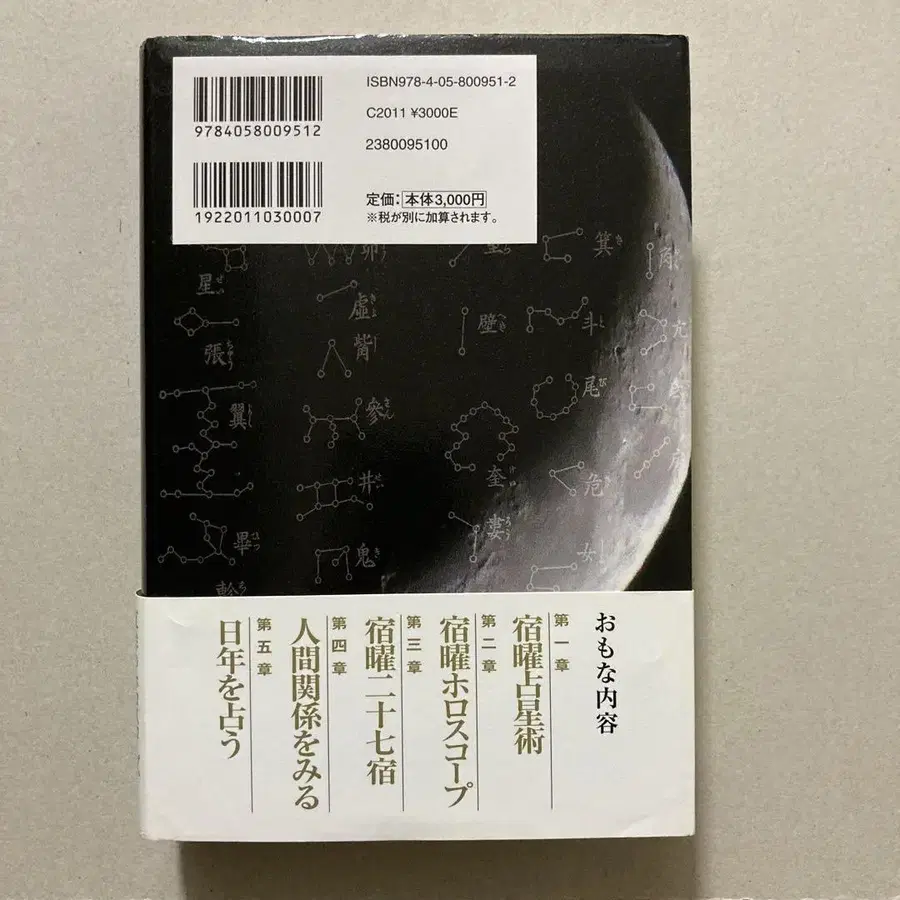 ISBN978-4-05-800951-2
C2011 ¥3000E
2380095100
定価:本体3,000円
※税が別に加算されます。
9784058009512
1922011030007
箕
角
亢
斗
尾
危
女
壁
奎
婁
昴
虚
觜
参
井
鬼
星
張
翼
畢
軫
おもな内容
第一章
宿曜占星術
第二章
宿曜ホロスコープ
第三章
宿曜二十七宿
第四章
人間関係をみる
第五章
日年を占う